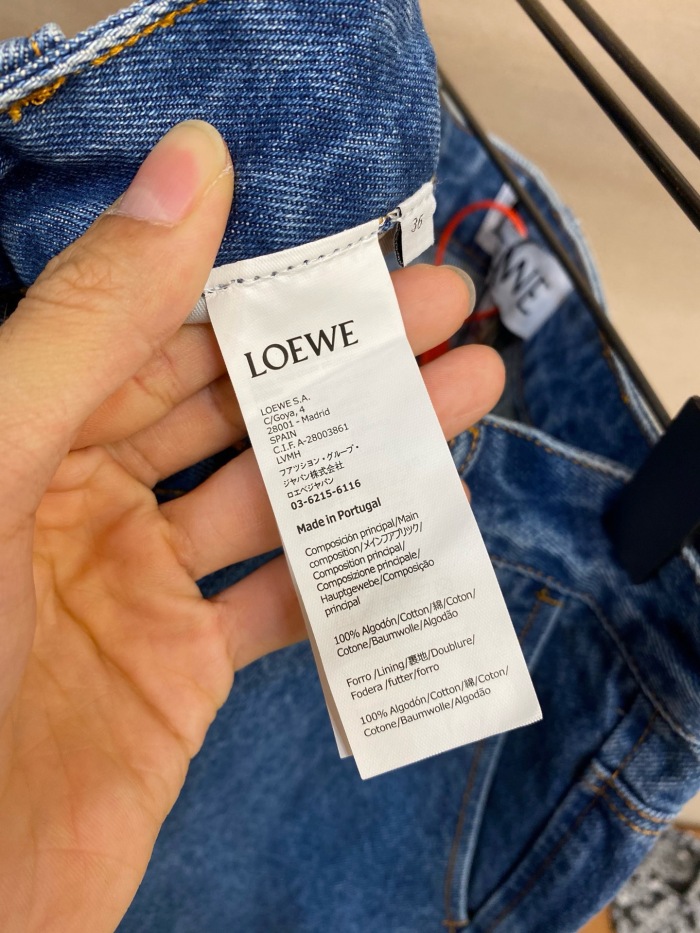 36
LOEWE
LOEWE S.A.
C/Goya, 4
28001 - Madrid
SPAIN
C.I.F. A-28003861
LVMH
フアツション・グループ・
ジャパン株式会社
ロエベジャパン
03-6215-6116
Made in Portugal
Composición principal/Main
composition/メインファブリック/
Composition principal/
Composizione principale/
Hauptgewebe/Composição
principal
100% Algodón/Cotton/綿/Coton/
Cotone/Baumwolle/Algodão
Forro /Lining/裏地/Doublure/
Fodera /futter/forro
100% Algodón/Cotton/綿/Coton/
Cotone/Baumwolle/Algodão